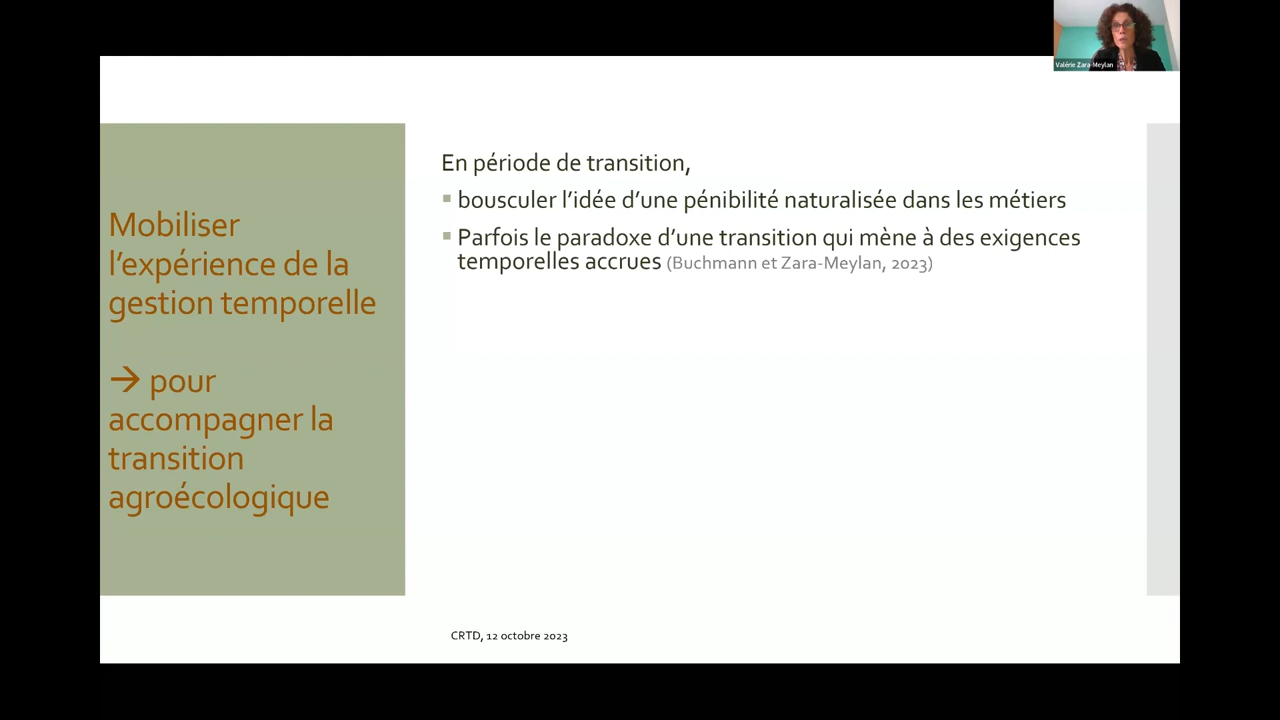 Valérie Zara-Meylan
Mobiliser
l'expérience de la
gestion temporelle
→ pour
accompagner la
transition
agroécologique
En période de transition,
▪ bousculer l'idée d'une pénibilité naturalisée dans les métiers
▪ Parfois le paradoxe d'une transition qui mène à des exigences
temporelles accrues (Buchmann et Zara-Meylan, 2023)
CRTD, 12 octobre 2023